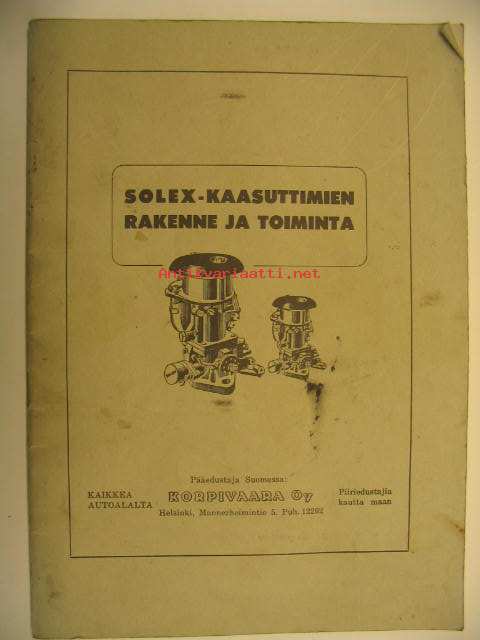 SOLEX-KAASUTTIMIEN
RAKENNE JA TOIMINTA
Antikvariaatti.net
Pääedustaja Suomessa:
KAIKKEA
AUTOALALTA
KORPIVAARA Oy
Helsinki, Mannerheimintie 5. Puh. 12292
Piiriedustajia
kautta maan